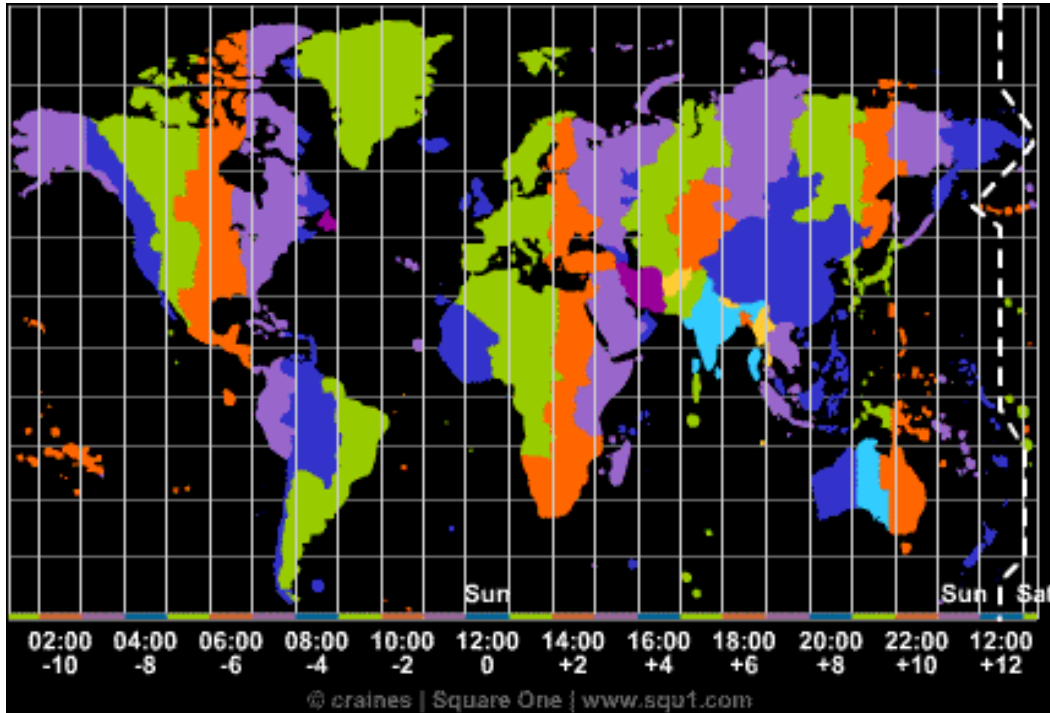 Sun Sun Sat
02:00 04:00 06:00 08:00 10:00 12:00 14:00 16:00 18:00 20:00 22:00 12:00
-10 -8 -6 -4 -2 0 +2 +4 +6 +8 +10 +12
© craines | Square One | www.squ1.com